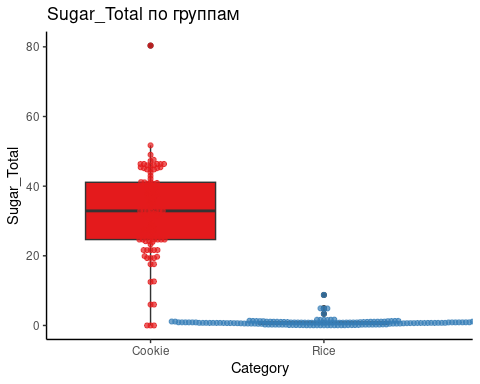 Sugar_Total по группам
80
60
40
20
0
Sugar_Total
Cookie
Rice
Category